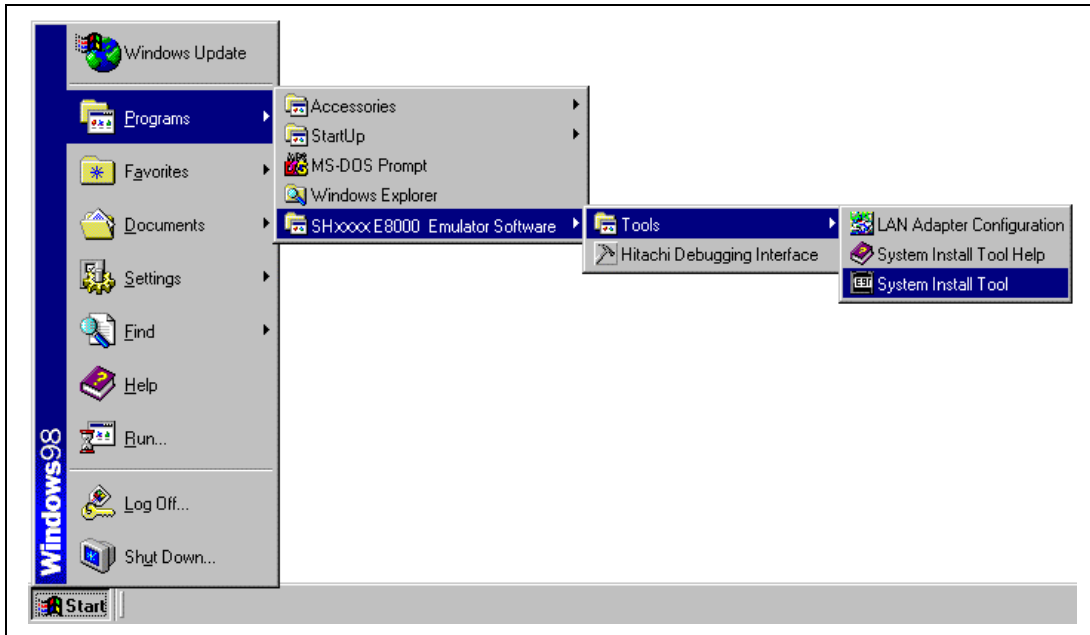 Windows Update
Programs
Favorites
Documents
Settings
Find
Help
Run...
Log Off...
Shut Down...
Windows98
Start
Accessories
StartUp
MS-DOS Prompt
Windows Explorer
SHxxxx E8000 Emulator Software
Tools
Hitachi Debugging Interface
LAN Adapter Configuration
System Install Tool Help
System Install Tool